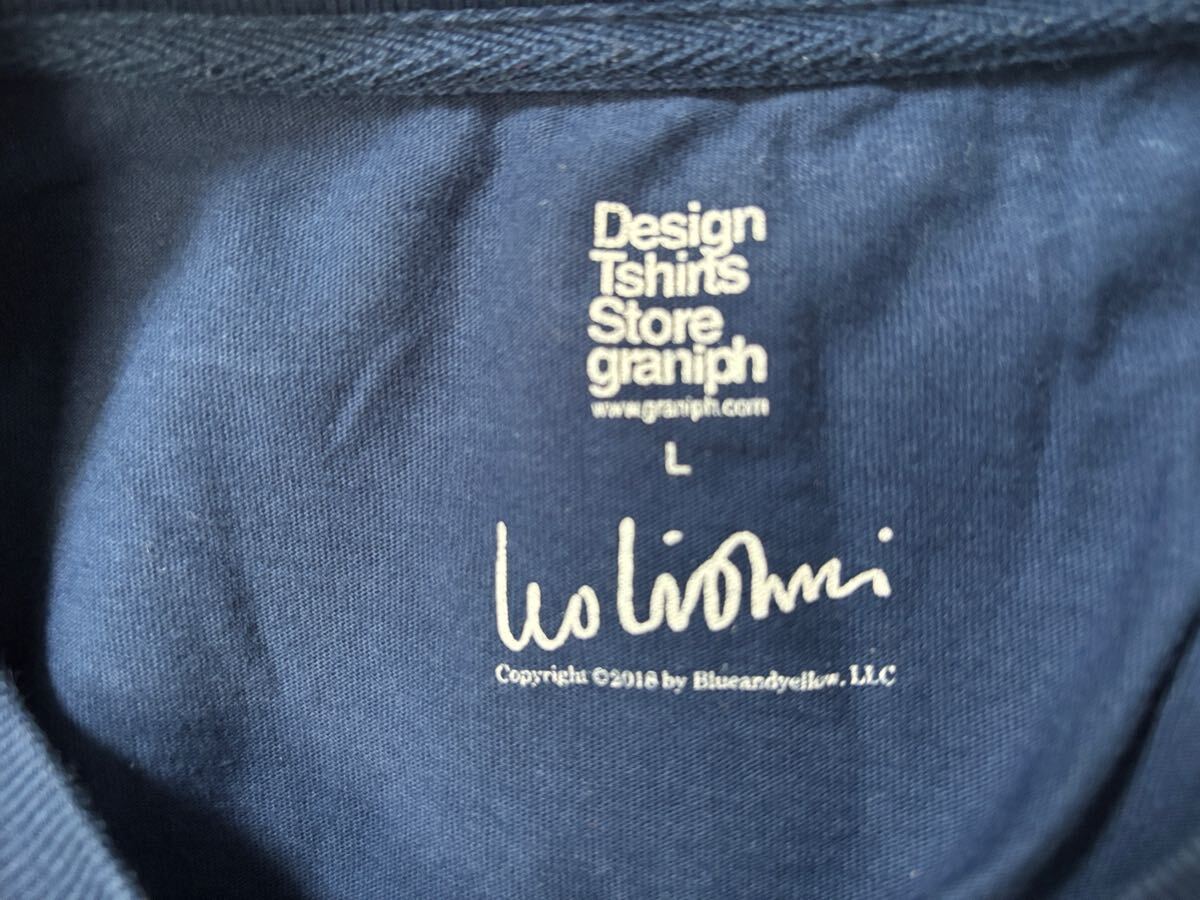 Design
Tshirts
Store
graniph
www.graniph.com
L
Leo Lionni
Copyright ©2018 by Blueandyellow, LLC